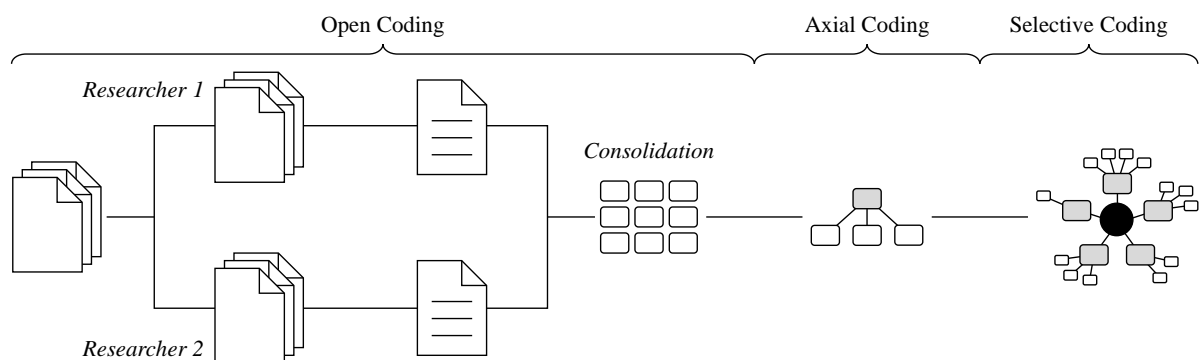 Open Coding
Axial Coding
Selective Coding
Researcher 1
Consolidation
Researcher 2